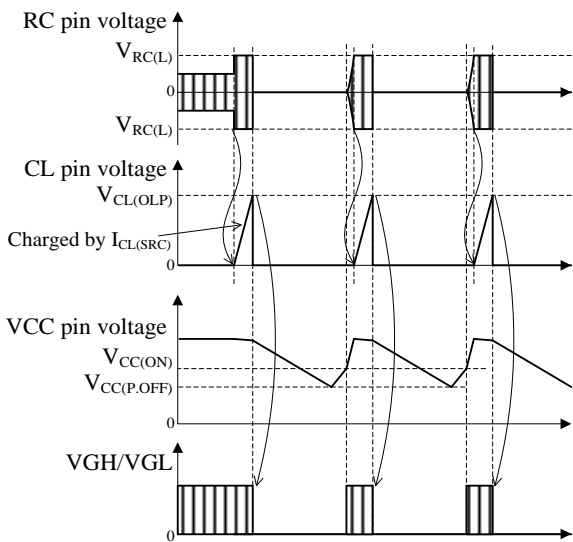 RC pin voltage
VRC(L)
0
VRC(L)
CL pin voltage
VCL(OLP)
Charged by ICL(SRC)
0
VCC pin voltage
VCC(ON)
VCC(P.OFF)
0
VGH/VGL
0